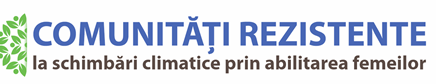 COMUNITĂȚI REZISTENTE
la schimbări climatice prin abilitarea femeilor